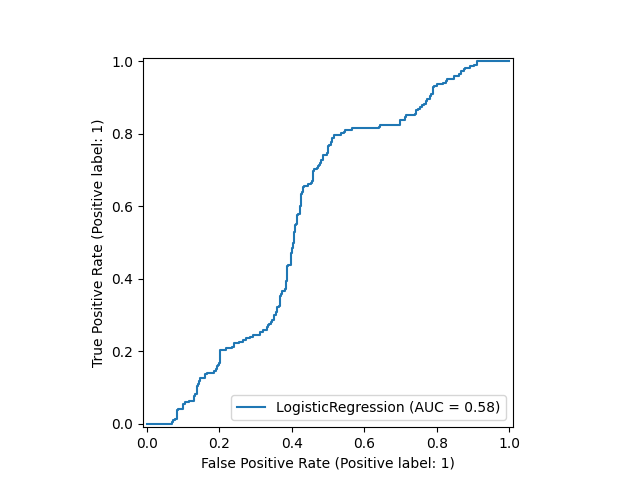 1.0
0.8
0.6
0.4
0.2
0.0
True Positive Rate (Positive label: 1)
LogisticRegression (AUC = 0.58)
0.0 0.2 0.4 0.6 0.8 1.0
False Positive Rate (Positive label: 1)